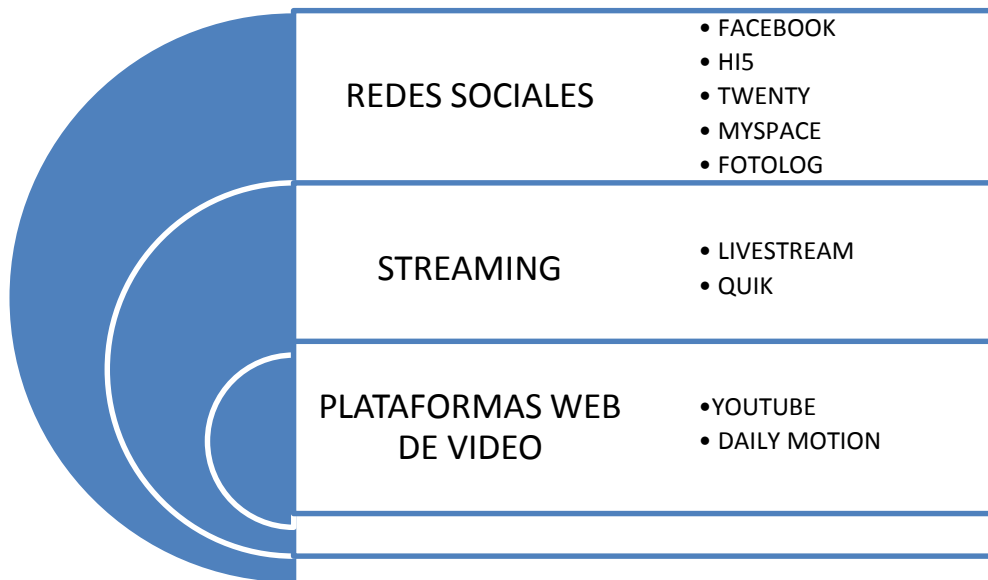 REDES SOCIALES
• FACEBOOK
• HI5
• TWENTY
• MYSPACE
• FOTOLOG
STREAMING
• LIVESTREAM
• QUIK
PLATAFORMAS WEB
DE VIDEO
•YOUTUBE
• DAILY MOTION